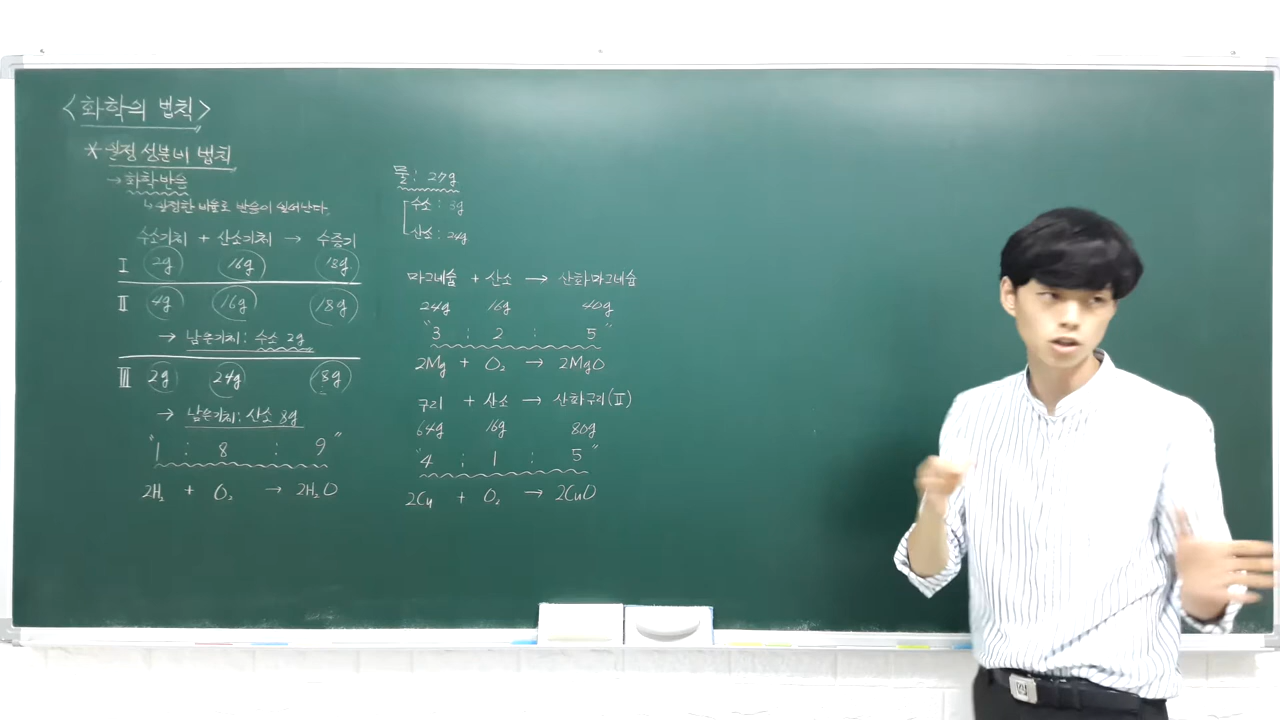 <화학의 법칙>
* 일정 성분비 법칙
→ 화학반응
↳ 일정한 비율로 반응이 일어난다.
수소기체 + 산소기체 → 수증기
Ⅰ 2g 16g 18g
Ⅱ 4g 16g 18g
→ 남은기체: 수소 2g
Ⅲ 2g 24g 18g
→ 남은기체: 산소 8g
"1 : 8 : 9"
2H₂ + O₂ → 2H₂O
물: 27g
수소: 3g
산소: 24g
마그네슘 + 산소 → 산화마그네슘
24g 16g 40g
"3 : 2 : 5"
2Mg + O₂ → 2MgO
구리 + 산소 → 산화구리(Ⅱ)
64g 16g 80g
"4 : 1 : 5"
2Cu + O₂ → 2CuO